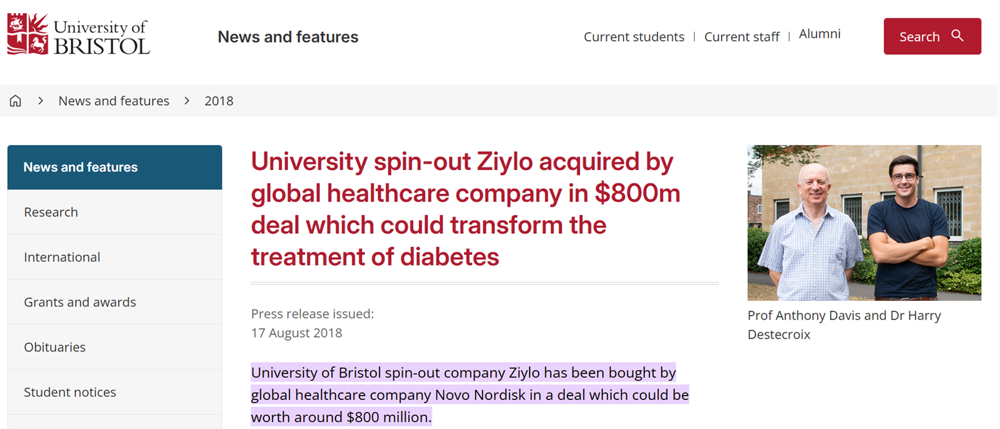 University of
BRISTOL
News and features
Current students
Current staff
Alumni
Search
News and features
2018
News and features
Research
International
Grants and awards
Obituaries
Student notices
University spin-out Ziylo acquired by
global healthcare company in $800m
deal which could transform the
treatment of diabetes
Press release issued:
17 August 2018
University of Bristol spin-out company Ziylo has been bought by
global healthcare company Novo Nordisk in a deal which could be
worth around $800 million.
Prof Anthony Davis and Dr Harry
Destecroix